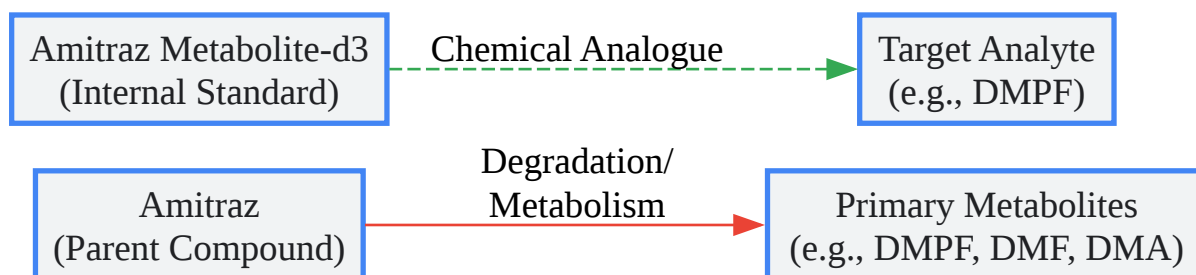 Amitraz Metabolite-d3
(Internal Standard)
Chemical Analogue
Target Analyte
(e.g., DMPF)
Amitraz
(Parent Compound)
Degradation/
Metabolism
Primary Metabolites
(e.g., DMPF, DMF, DMA)